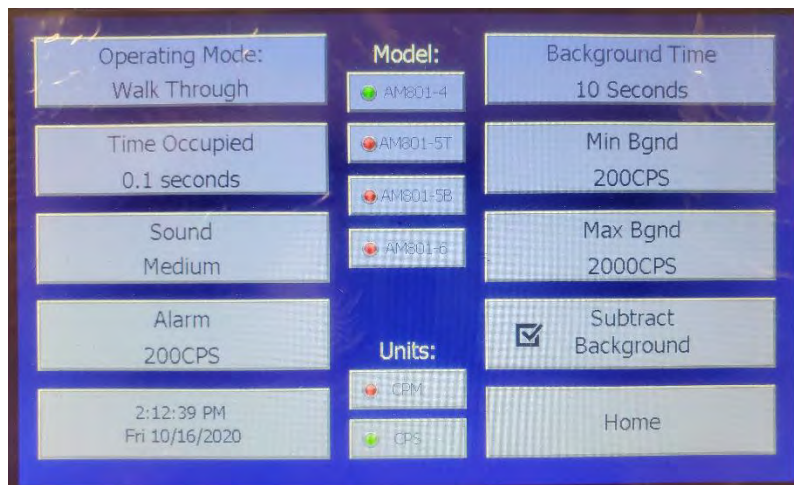 Operating Mode:
Walk Through
Time Occupied
0.1 seconds
Sound
Medium
Alarm
200CPS
2:12:39 PM
Fri 10/16/2020
Model:
AM801-4
AM801-5T
AM801-5B
AM801-6
Units:
CPM
CPS
Background Time
10 Seconds
Min Bgnd
200CPS
Max Bgnd
2000CPS
Subtract
Background
Home